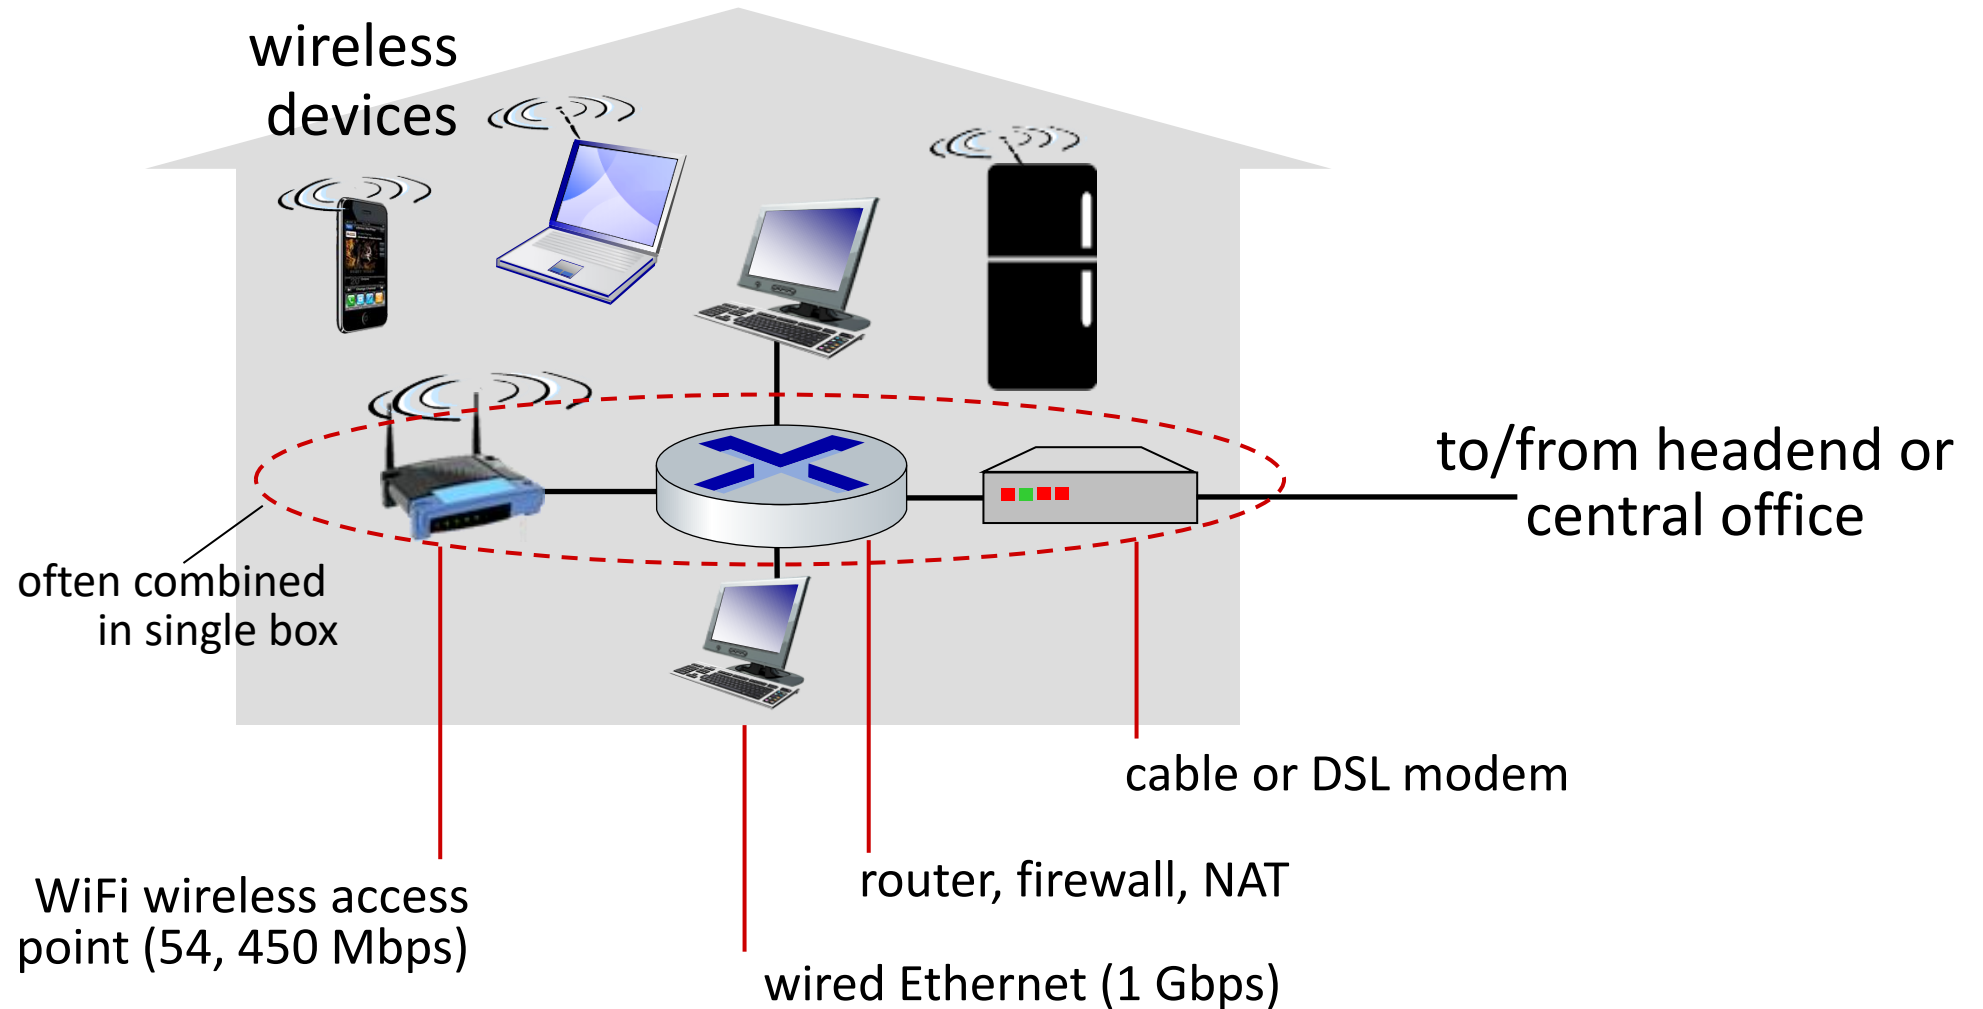 wireless
devices
to/from headend or
central office
often combined
in single box
cable or DSL modem
router, firewall, NAT
WiFi wireless access
point (54, 450 Mbps)
wired Ethernet (1 Gbps)